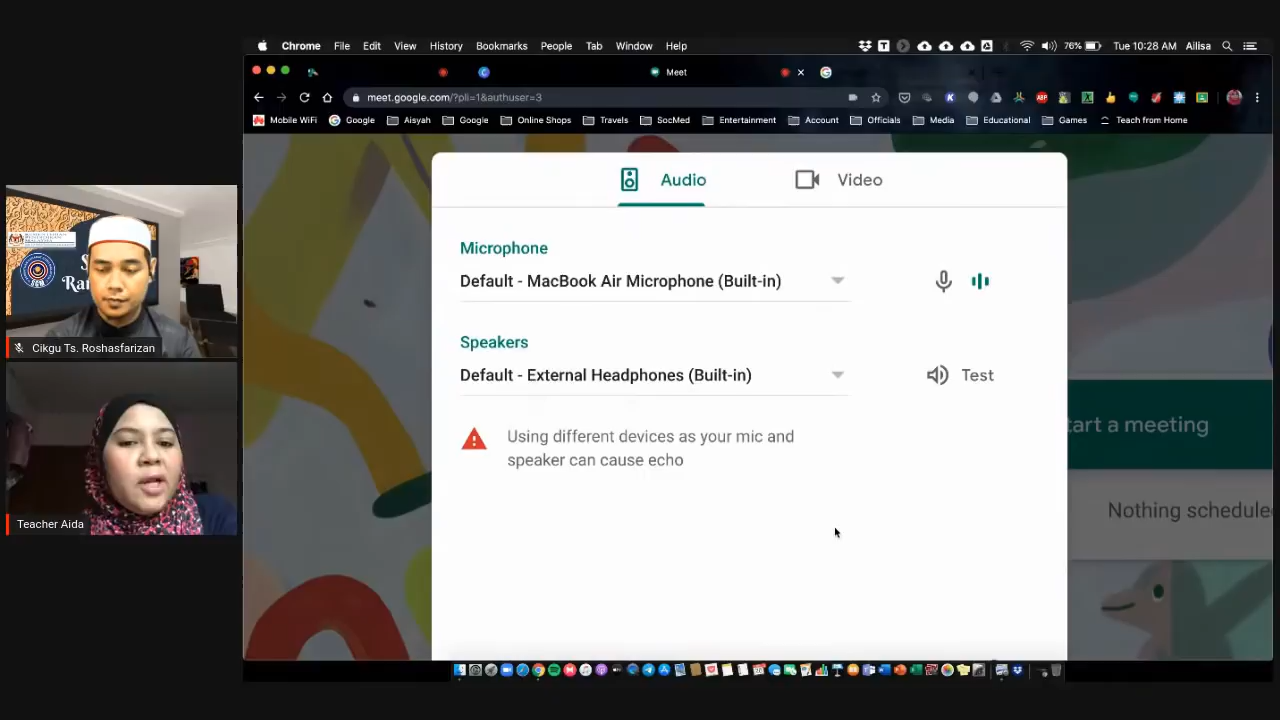 Chrome File Edit View History Bookmarks People Tab Window Help 76% Tue 10:28 AM Ailisa
Meet
meet.google.com/?pli=1&authuser=3
Mobile WiFi Google Aisyah Google Online Shops Travels SocMed Entertainment Account Officials Media Educational Games Teach from Home
Audio Video
Microphone
Default - MacBook Air Microphone (Built-in)
Speakers
Default - External Headphones (Built-in)
Test
Using different devices as your mic and
speaker can cause echo
tart a meeting
Nothing schedule
Cikgu Ts. Roshasfarizan
Teacher Aida